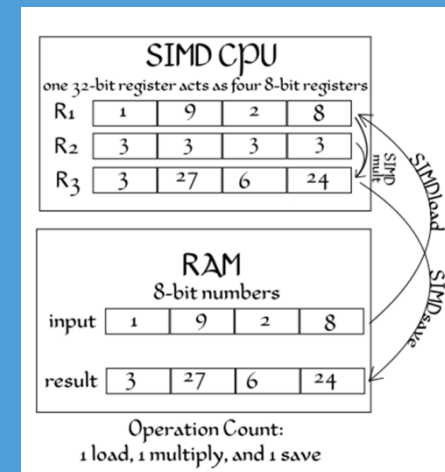 SIMD CPU
one 32-bit register acts as four 8-bit registers
R1 1 9 2 8
R2 3 3 3 3
R3 3 27 6 24
SIMD mult
SIMDload
SIMDsave
RAM
8-bit numbers
input 1 9 2 8
result 3 27 6 24
Operation Count:
1 load, 1 multiply, and 1 save